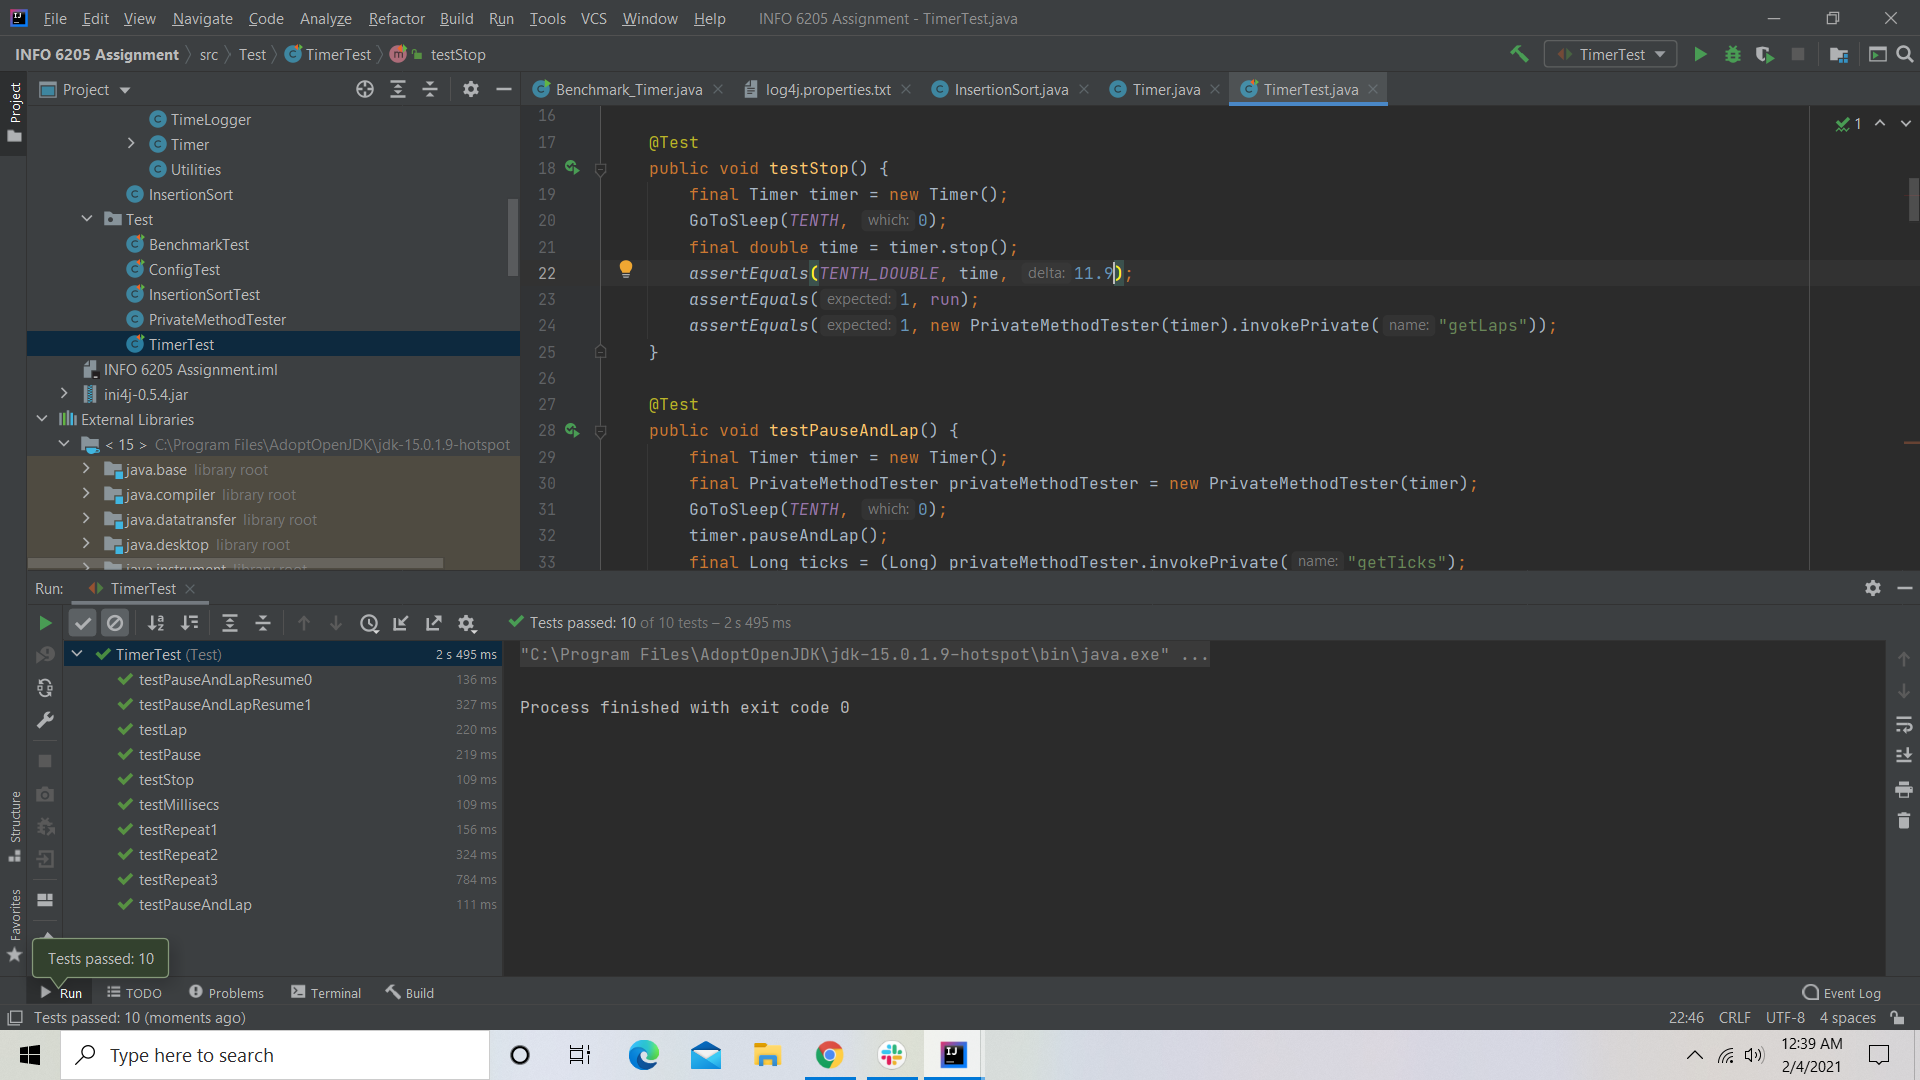 File Edit View Navigate Code Analyze Refactor Build Run Tools VCS Window Help INFO 6205 Assignment - TimerTest.java
INFO 6205 Assignment src Test TimerTest testStop TimerTest
Project
Project
Benchmark_Timer.java log4j.properties.txt InsertionSort.java Timer.java TimerTest.java
TimeLogger
Timer
Utilities
InsertionSort
Test
BenchmarkTest
ConfigTest
InsertionSortTest
PrivateMethodTester
TimerTest
INFO 6205 Assignment.iml
ini4j-0.5.4.jar
External Libraries
< 15 > C:\Program Files\AdoptOpenJDK\jdk-15.0.1.9-hotspot
java.base library root
java.compiler library root
java.datatransfer library root
java.desktop library root
java.instrument library root
1
16
17 @Test
18 public void testStop() {
19 final Timer timer = new Timer();
20 GoToSleep(TENTH, which: 0);
21 final double time = timer.stop();
22 assertEquals(TENTH_DOUBLE, time, delta: 11.9);
23 assertEquals( expected: 1, run);
24 assertEquals( expected: 1, new PrivateMethodTester(timer).invokePrivate( name: "getLaps"));
25 }
26
27 @Test
28 public void testPauseAndLap() {
29 final Timer timer = new Timer();
30 final PrivateMethodTester privateMethodTester = new PrivateMethodTester(timer);
31 GoToSleep(TENTH, which: 0);
32 timer.pauseAndLap();
33 final Long ticks = (Long) privateMethodTester.invokePrivate( name: "getTicks");
Run: TimerTest
Tests passed: 10 of 10 tests – 2 s 495 ms
TimerTest (Test) 2 s 495 ms
testPauseAndLapResume0 136 ms
testPauseAndLapResume1 327 ms
testLap 220 ms
testPause 219 ms
testStop 109 ms
testMillisecs 109 ms
testRepeat1 156 ms
testRepeat2 324 ms
testRepeat3 784 ms
testPauseAndLap 111 ms
"C:\Program Files\AdoptOpenJDK\jdk-15.0.1.9-hotspot\bin\java.exe" ...
Process finished with exit code 0
Structure
Favorites
Tests passed: 10
Run TODO Problems Terminal Build Event Log
Tests passed: 10 (moments ago) 22:46 CRLF UTF-8 4 spaces
Type here to search
12:39 AM
2/4/2021